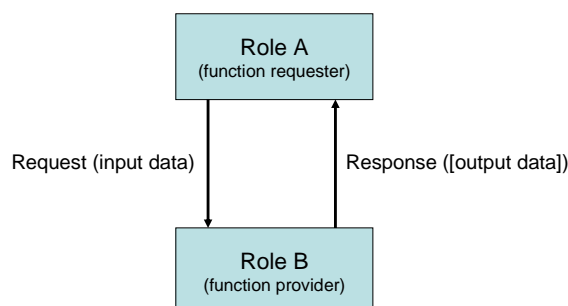 Role A
(function requester)
Request (input data)
Response ([output data])
Role B
(function provider)